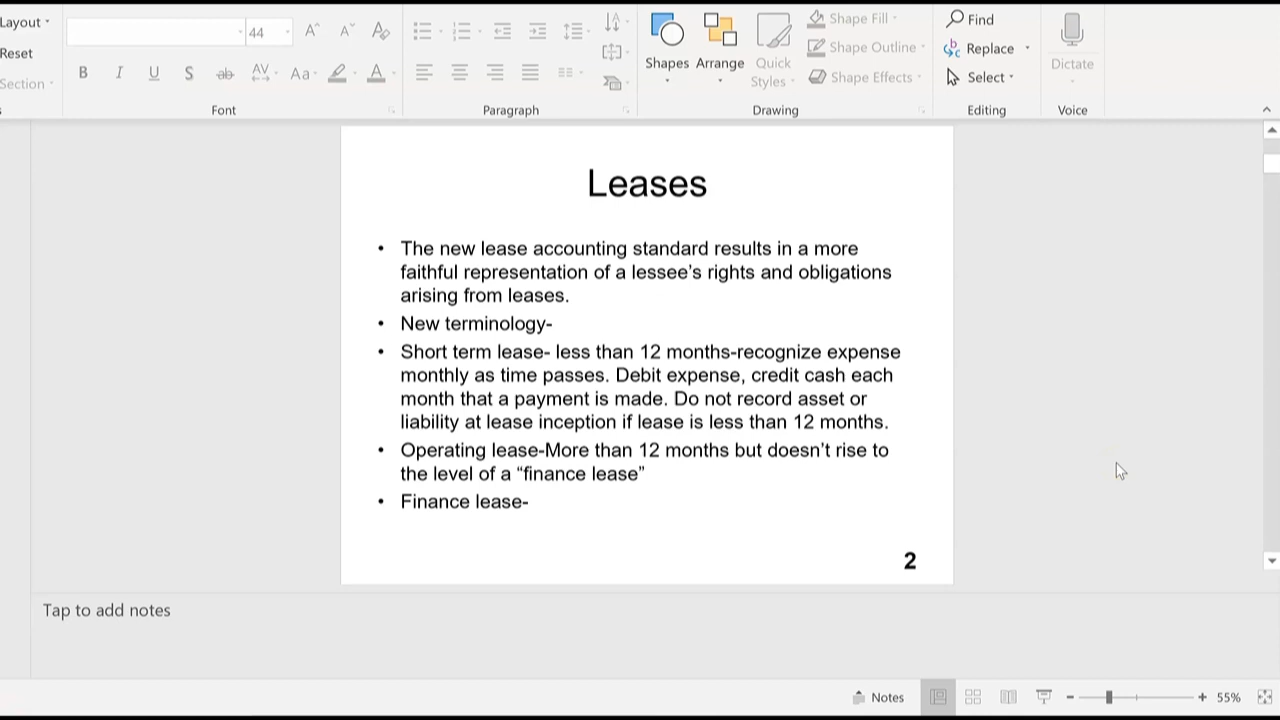 Layout
44
A^ A˅ A
Shape Fill
Find
Reset
Shape Outline
Replace
Section
B I U S ab AV Aa A
Shapes Arrange Quick Styles
Shape Effects
Select
Dictate
Font
Paragraph
Drawing
Editing
Voice
Leases
• The new lease accounting standard results in a more
faithful representation of a lessee’s rights and obligations
arising from leases.
• New terminology-
• Short term lease- less than 12 months-recognize expense
monthly as time passes. Debit expense, credit cash each
month that a payment is made. Do not record asset or
liability at lease inception if lease is less than 12 months.
• Operating lease-More than 12 months but doesn’t rise to
the level of a “finance lease”
• Finance lease-
2
Tap to add notes
Notes
55%